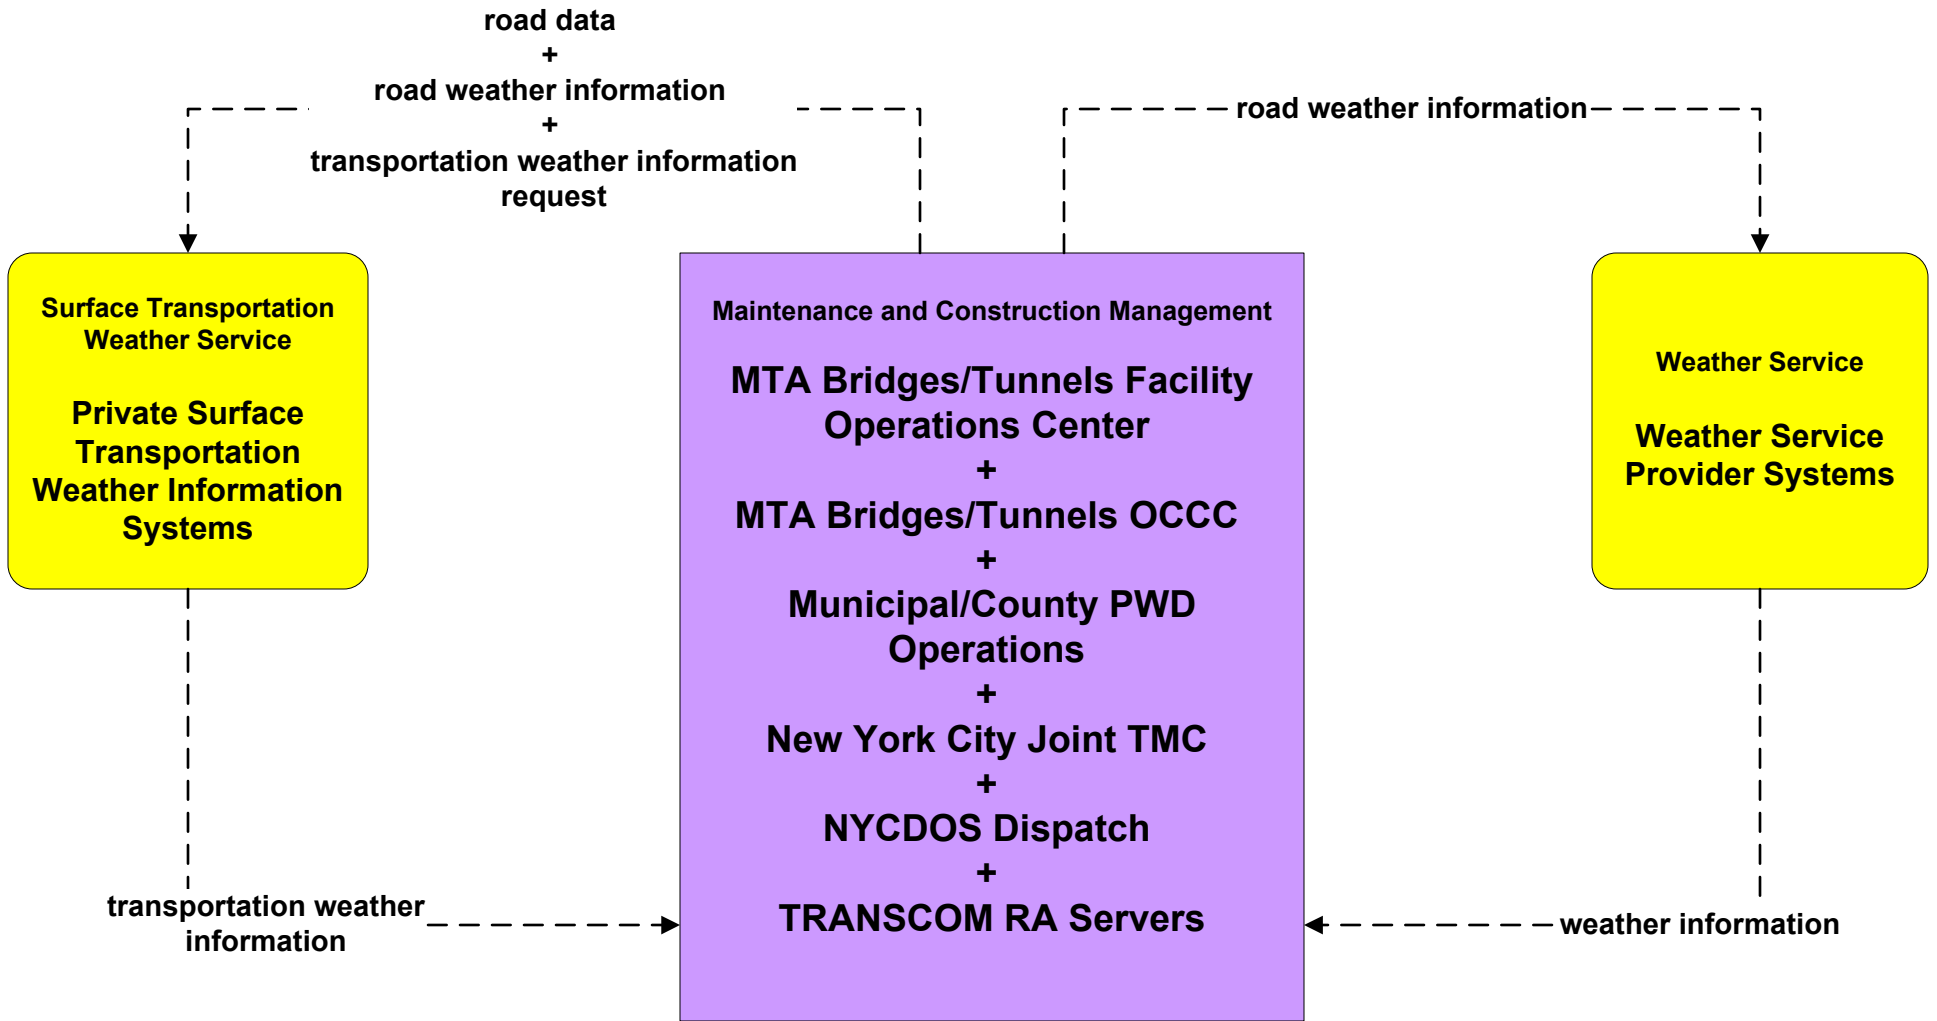 road data
+
road weather information
+
transportation weather information
request
road weather information
Surface Transportation
Weather Service
Private Surface
Transportation
Weather Information
Systems
Maintenance and Construction Management
MTA Bridges/Tunnels Facility
Operations Center
+
MTA Bridges/Tunnels OCCC
+
Municipal/County PWD
Operations
+
New York City Joint TMC
+
NYCDOS Dispatch
+
TRANSCOM RA Servers
Weather Service
Weather Service
Provider Systems
transportation weather
information
weather information